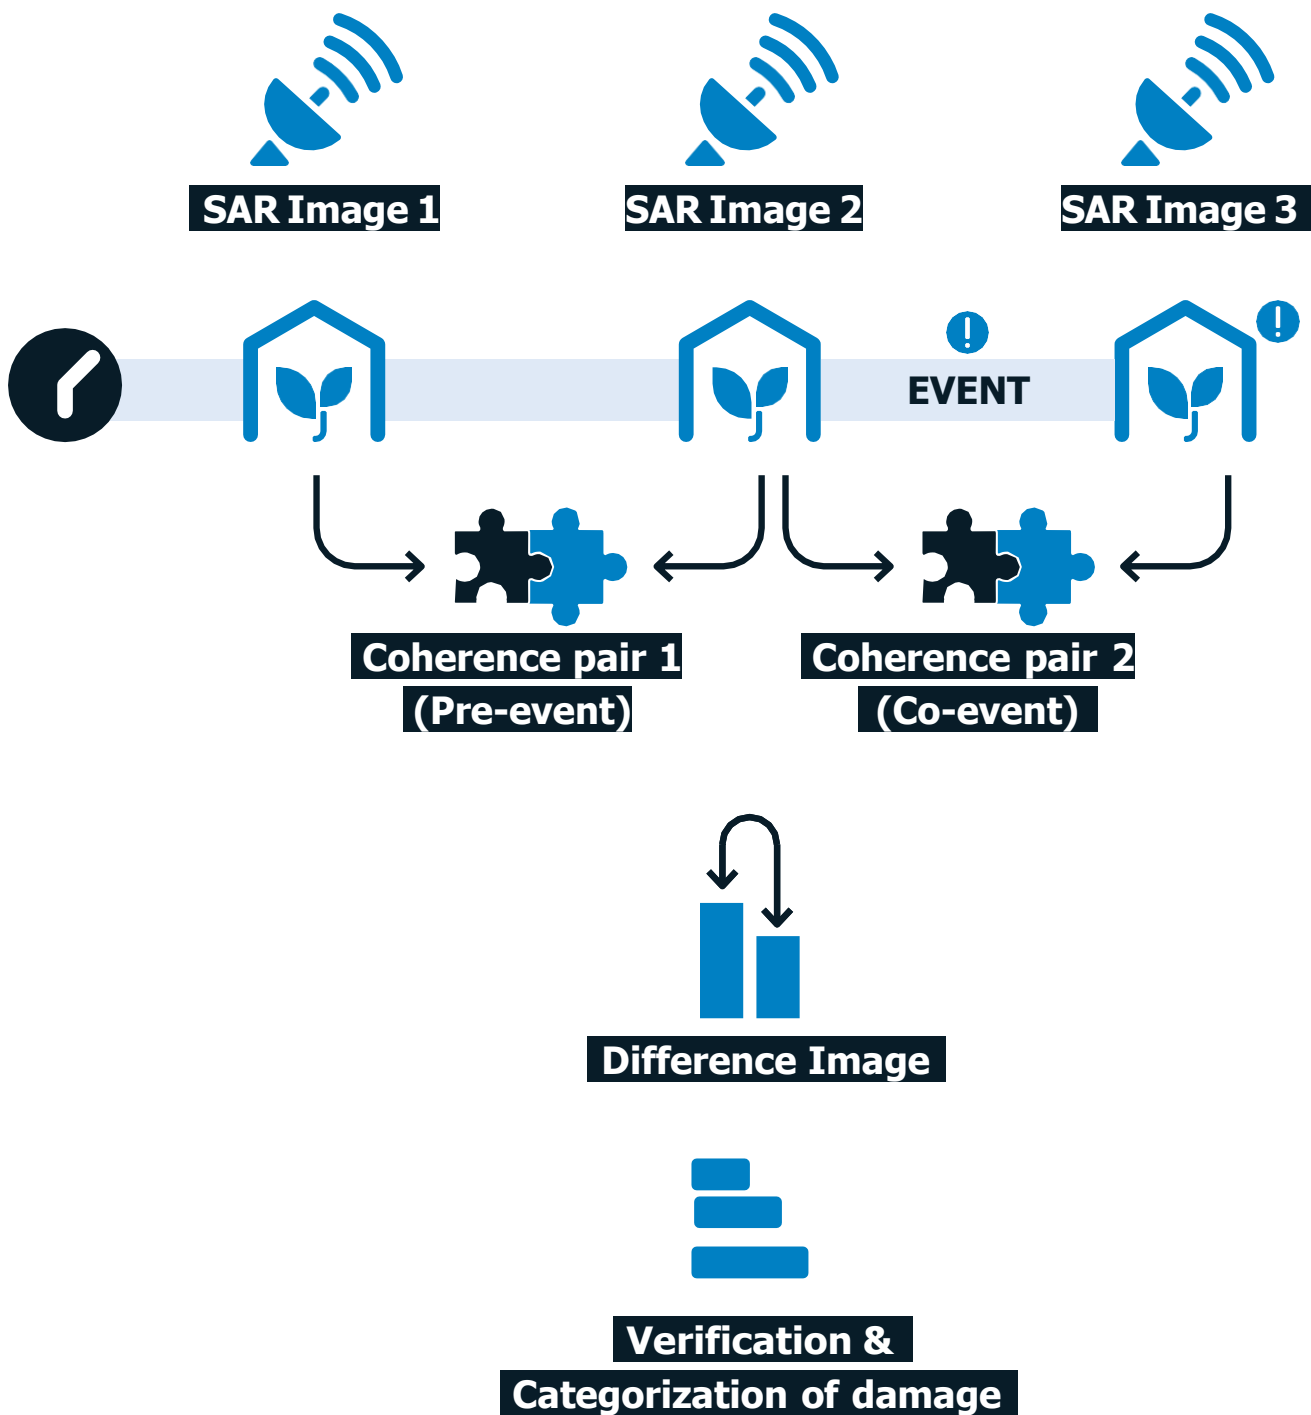 SAR Image 1
SAR Image 2
SAR Image 3
EVENT
Coherence pair 1
(Pre-event)
Coherence pair 2
(Co-event)
Difference Image
Verification &
Categorization of damage